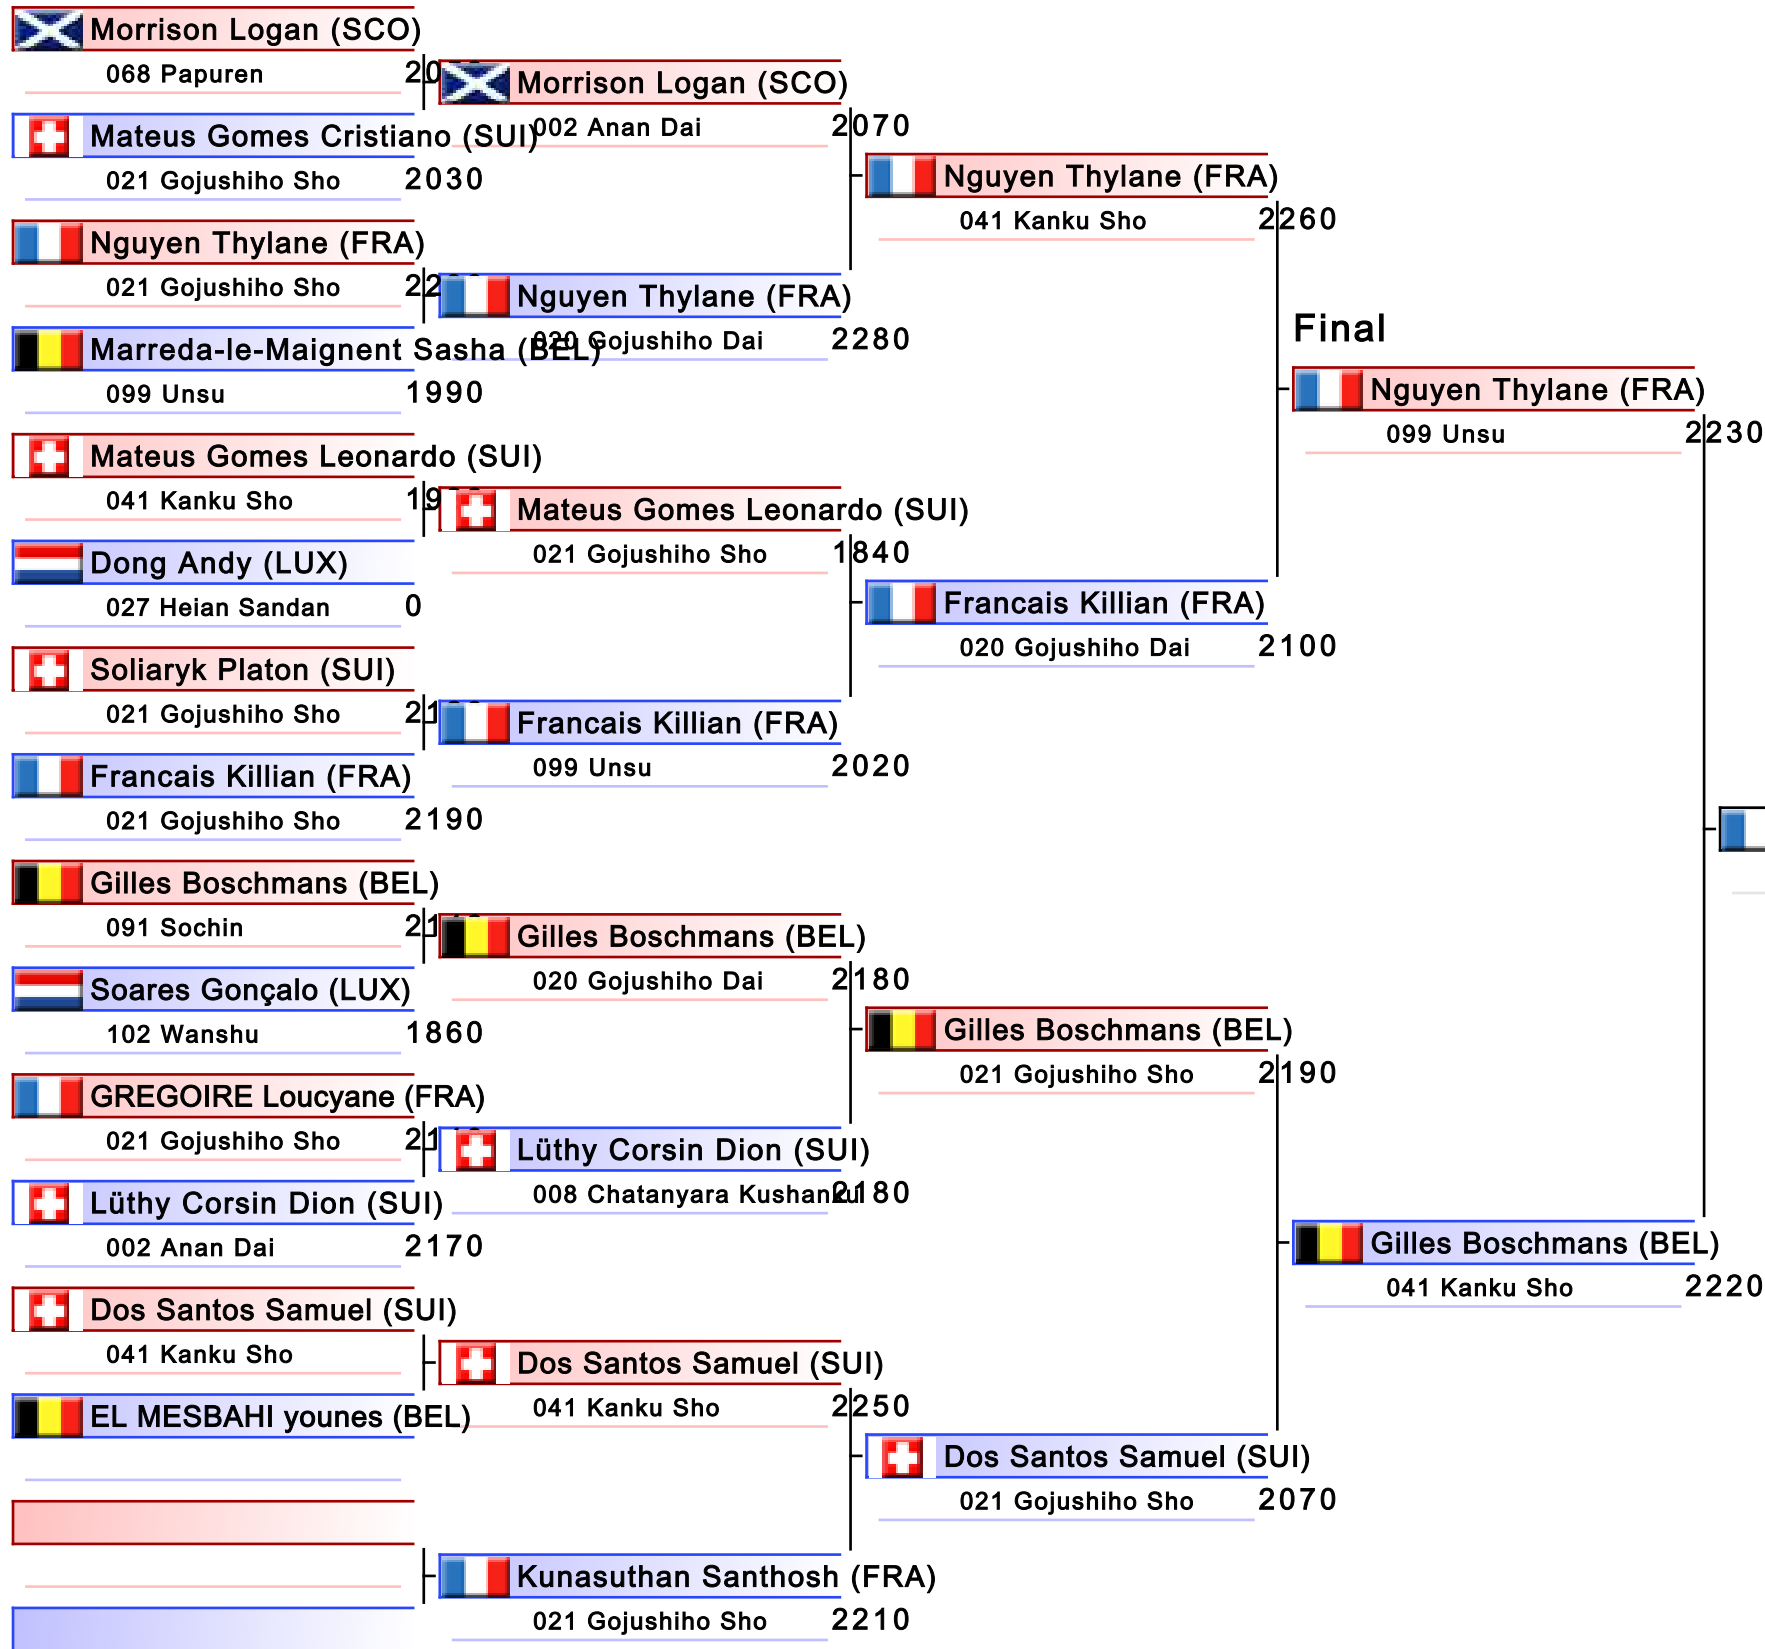 Morrison Logan (SCO)
068 Papuren
Mateus Gomes Cristiano (SUI)
021 Gojushiho Sho 2030
Nguyen Thylane (FRA)
021 Gojushiho Sho
Marreda-le-Maignent Sasha (BEL)
099 Unsu 1990
Mateus Gomes Leonardo (SUI)
041 Kanku Sho
Dong Andy (LUX)
027 Heian Sandan 0
Soliaryk Platon (SUI)
021 Gojushiho Sho
Francais Killian (FRA)
021 Gojushiho Sho 2190
Gilles Boschmans (BEL)
091 Sochin
Soares Gonçalo (LUX)
102 Wanshu 1860
GREGOIRE Loucyane (FRA)
021 Gojushiho Sho
Lüthy Corsin Dion (SUI)
002 Anan Dai 2170
Dos Santos Samuel (SUI)
041 Kanku Sho
EL MESBAHI younes (BEL)
Morrison Logan (SCO)
002 Anan Dai 2070
Nguyen Thylane (FRA)
020 Gojushiho Dai 2280
Mateus Gomes Leonardo (SUI)
021 Gojushiho Sho 1840
Francais Killian (FRA)
099 Unsu 2020
Gilles Boschmans (BEL)
020 Gojushiho Dai 2180
Lüthy Corsin Dion (SUI)
008 Chatanyara Kushanku 2180
Dos Santos Samuel (SUI)
041 Kanku Sho 2250
Kunasuthan Santhosh (FRA)
021 Gojushiho Sho 2210
Nguyen Thylane (FRA)
041 Kanku Sho 2260
Francais Killian (FRA)
020 Gojushiho Dai 2100
Gilles Boschmans (BEL)
021 Gojushiho Sho 2190
Dos Santos Samuel (SUI)
021 Gojushiho Sho 2070
Final
Nguyen Thylane (FRA)
099 Unsu 2230
Gilles Boschmans (BEL)
041 Kanku Sho 2220